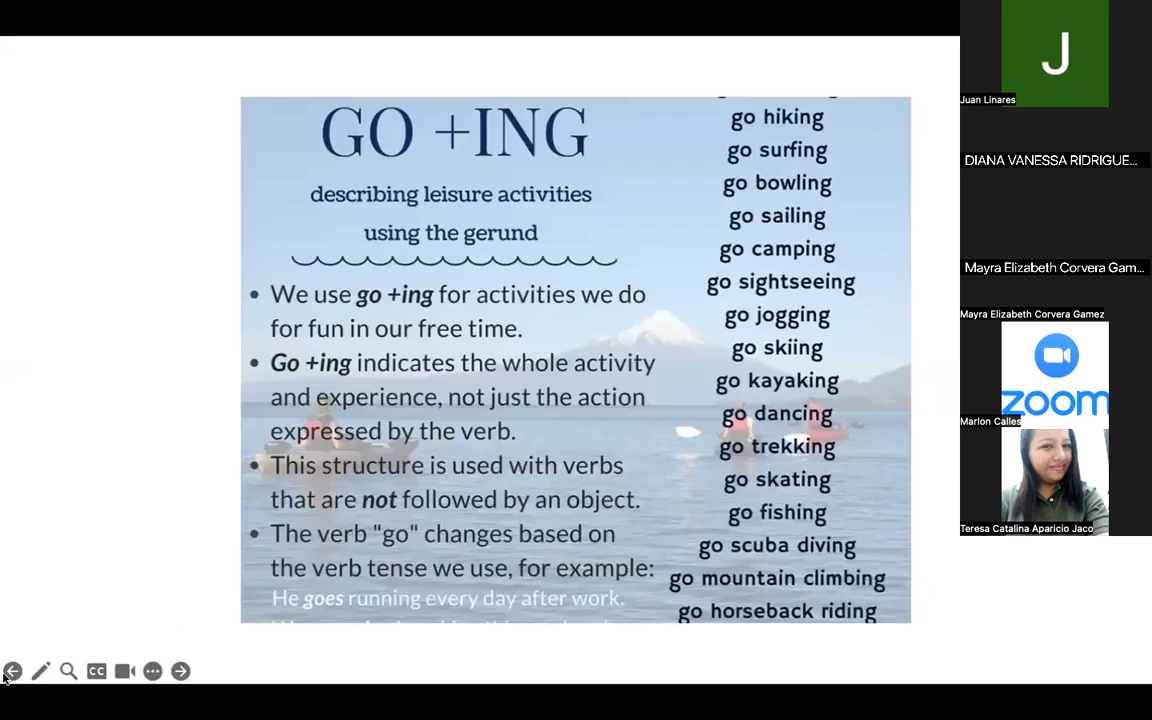 GO +ING
describing leisure activities
using the gerund
• We use go +ing for activities we do
for fun in our free time.
• Go +ing indicates the whole activity
and experience, not just the action
expressed by the verb.
• This structure is used with verbs
that are not followed by an object.
• The verb "go" changes based on
the verb tense we use, for example:
He goes running every day after work.
go hiking
go surfing
go bowling
go sailing
go camping
go sightseeing
go jogging
go skiing
go kayaking
go dancing
go trekking
go skating
go fishing
go scuba diving
go mountain climbing
go horseback riding
CC
J
Juan Linares
DIANA VANESSA RIDRIGUE...
Mayra Elizabeth Corvera Gam...
Mayra Elizabeth Corvera Gamez
zoom
Marlon Calles
Teresa Catalina Aparicio Jaco